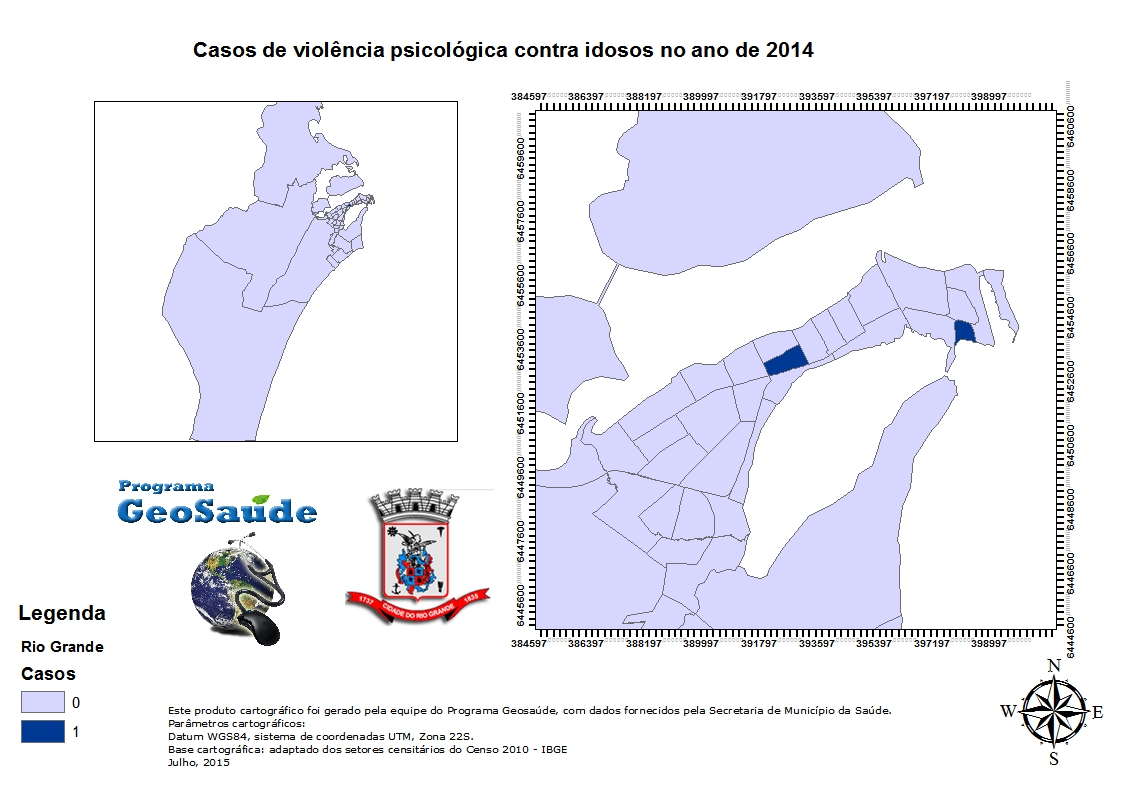 Casos de violência psicológica contra idosos no ano de 2014
384597 386397 388197 389997 391797 393597 395397 397197 398997
6459600
6457600
6455600
6453600
6451600
6449600
6447600
6445600
6460600
6458600
6456600
6454600
6452600
6450600
6448600
6446600
6444600
384597 386397 388197 389997 391797 393597 395397 397197 398997
Programa
GeoSaúde
1737 CIDADE DO RIO GRANDE 1835
Legenda
Rio Grande
Casos
0
1
Este produto cartográfico foi gerado pela equipe do Programa Geosaúde, com dados fornecidos pela Secretaria de Município da Saúde.
Parâmetros cartográficos:
Datum WGS84, sistema de coordenadas UTM, Zona 22S.
Base cartográfica: adaptado dos setores censitários do Censo 2010 - IBGE
Julho, 2015
N
W E
S